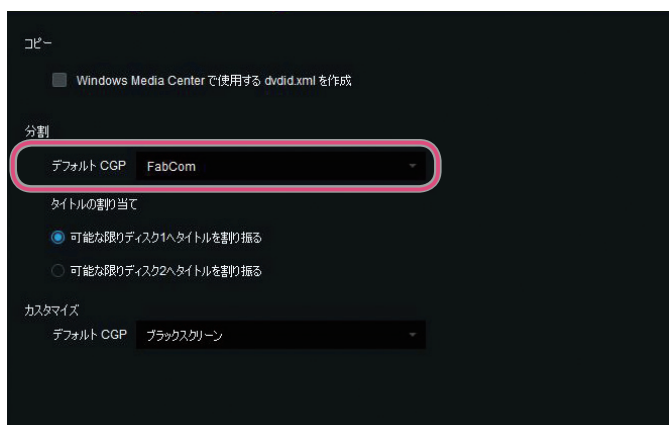 コピー
Windows Media Center で使用する dvdid.xml を作成
分割
デフォルト CGP FabCom
タイトルの割り当て
可能な限りディスク1へタイトルを割り振る
可能な限りディスク2へタイトルを割り振る
カスタマイズ
デフォルト CGP ブラックスクリーン